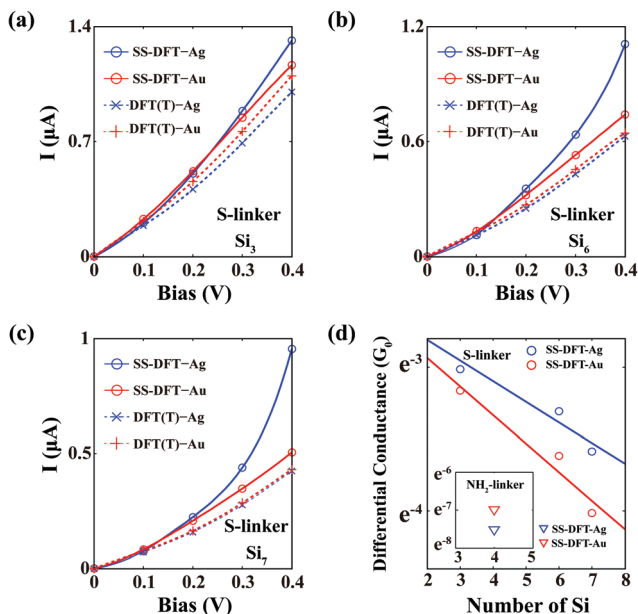 (a)
1.4
0.7
0
I (μA)
SS-DFT-Ag
SS-DFT-Au
DFT(T)-Ag
DFT(T)-Au
S-linker
Si3
0 0.1 0.2 0.3 0.4
Bias (V)
(b)
1.2
0.6
0
I (μA)
SS-DFT-Ag
SS-DFT-Au
DFT(T)-Ag
DFT(T)-Au
S-linker
Si6
0 0.1 0.2 0.3 0.4
Bias (V)
(c)
1
0.5
0
I (μA)
SS-DFT-Ag
SS-DFT-Au
DFT(T)-Ag
DFT(T)-Au
S-linker
Si7
0 0.1 0.2 0.3 0.4
Bias (V)
(d)
Differential Conductance (G0)
e-3
e-4
S-linker
SS-DFT-Ag
SS-DFT-Au
NH2-linker
e-6
e-7
e-8
3 4 5
SS-DFT-Ag
SS-DFT-Au
2 3 4 5 6 7 8
Number of Si